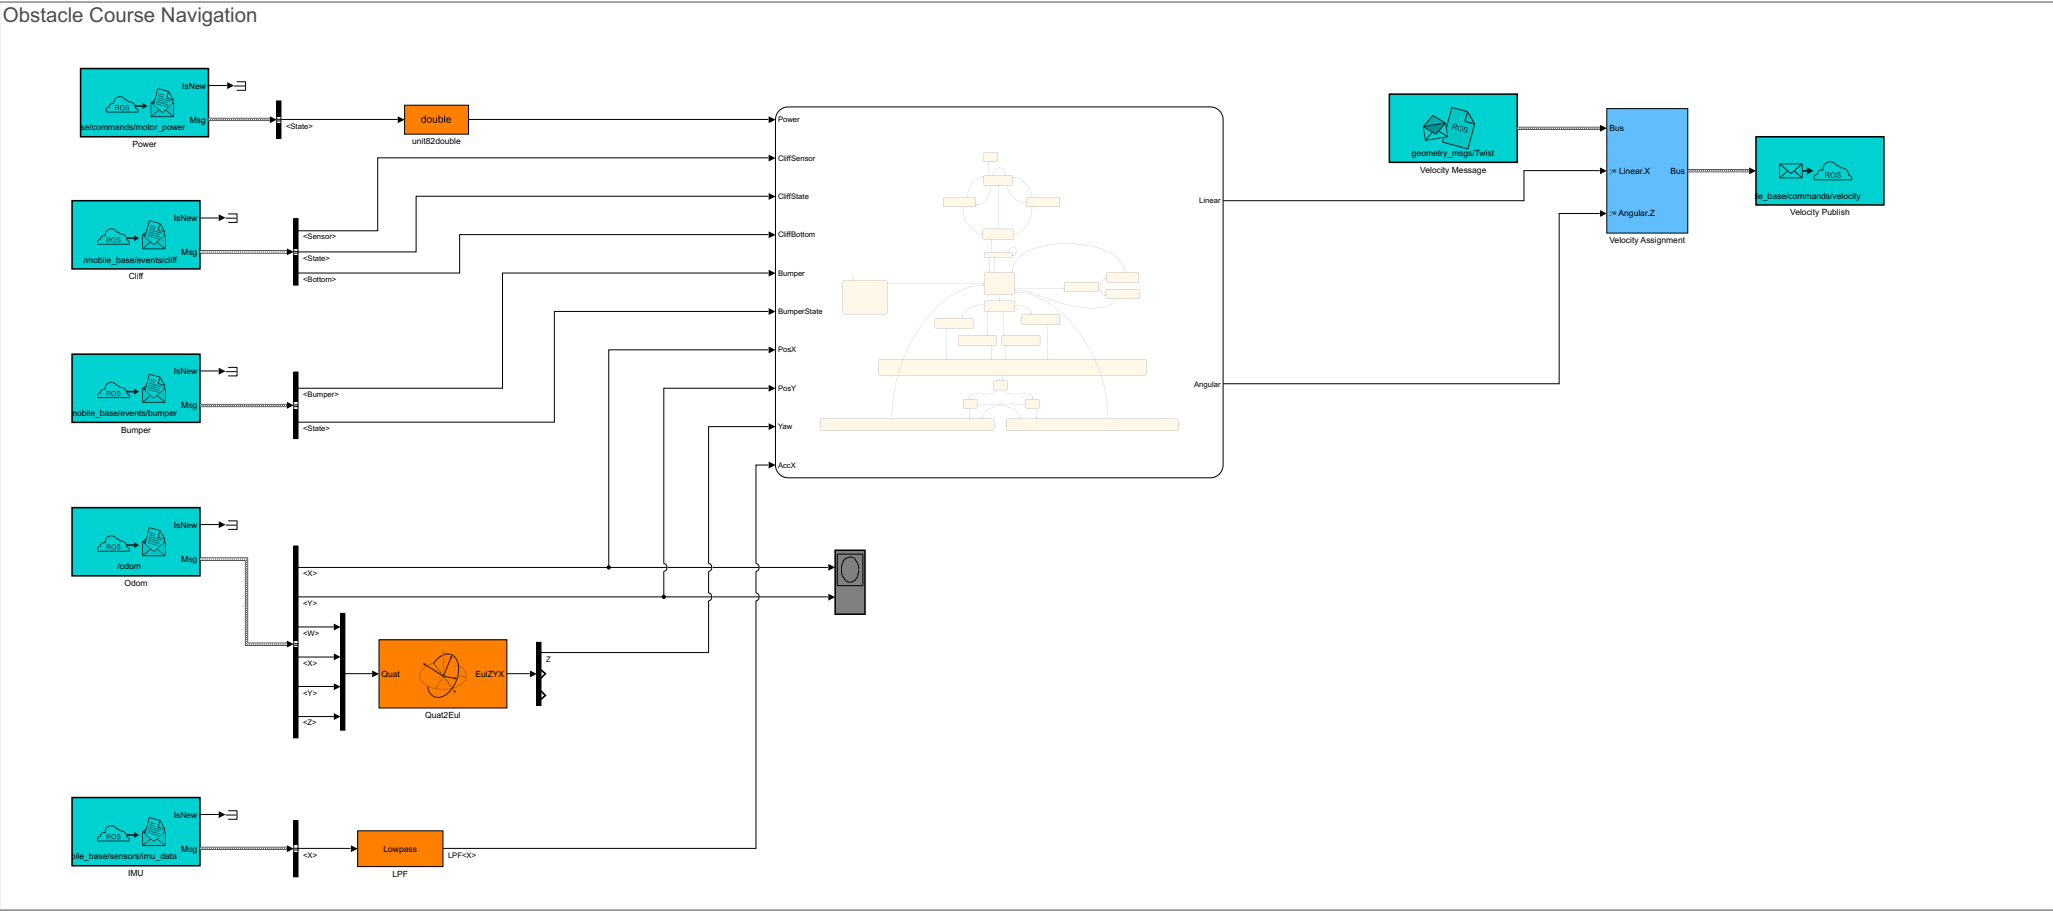 Obstacle Course Navigation
IsNew
ROS
Msg
se/commands/motor_power
Power
<State>
double
unit82double
IsNew
ROS
Msg
/mobile_base/events/cliff
Cliff
<Sensor>
<State>
<Bottom>
IsNew
ROS
Msg
mobile_base/events/bumper
Bumper
<Bumper>
<State>
IsNew
ROS
Msg
/odom
Odom
<X>
<Y>
<W>
<X>
<Y>
<Z>
Quat
EulZYX
Quat2Eul
Z
IsNew
ROS
Msg
bile_base/sensors/imu_data
IMU
<X>
Lowpass
LPF
LPF<X>
Power
CliffSensor
CliffState
CliffBottom
Bumper
BumperState
PosX
PosY
Yaw
AccX
Linear
Angular
ROS
geometry_msgs/Twist
Velocity Message
Bus
:= Linear.X
Bus
:= Angular.Z
Velocity Assignment
ROS
le_base/commands/velocity
Velocity Publish